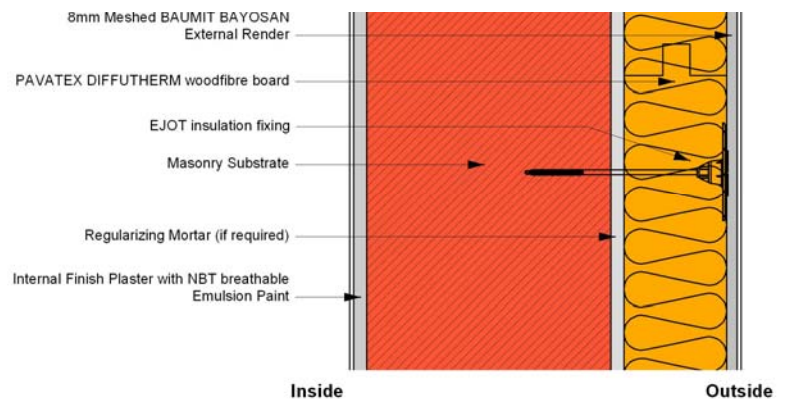 8mm Meshed BAUMIT BAYOSAN
External Render
PAVATEX DIFFUTHERM woodfibre board
EJOT insulation fixing
Masonry Substrate
Regularizing Mortar (if required)
Internal Finish Plaster with NBT breathable
Emulsion Paint
Inside
Outside